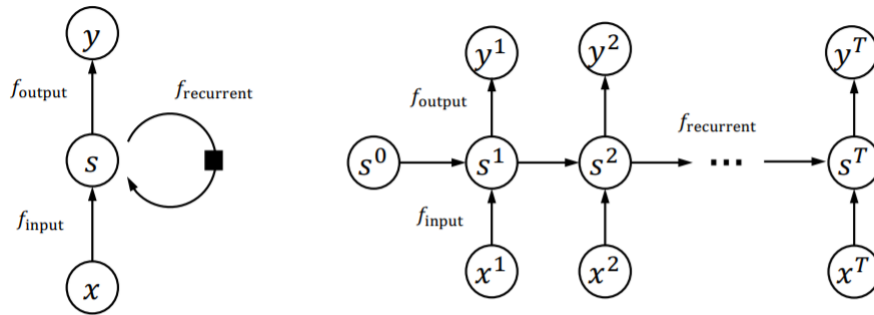 y
f_output
f_recurrent
s
f_input
x
y^1 y^2 y^T
f_output
f_recurrent
s^0 s^1 s^2 ... s^T
f_input
x^1 x^2 x^T